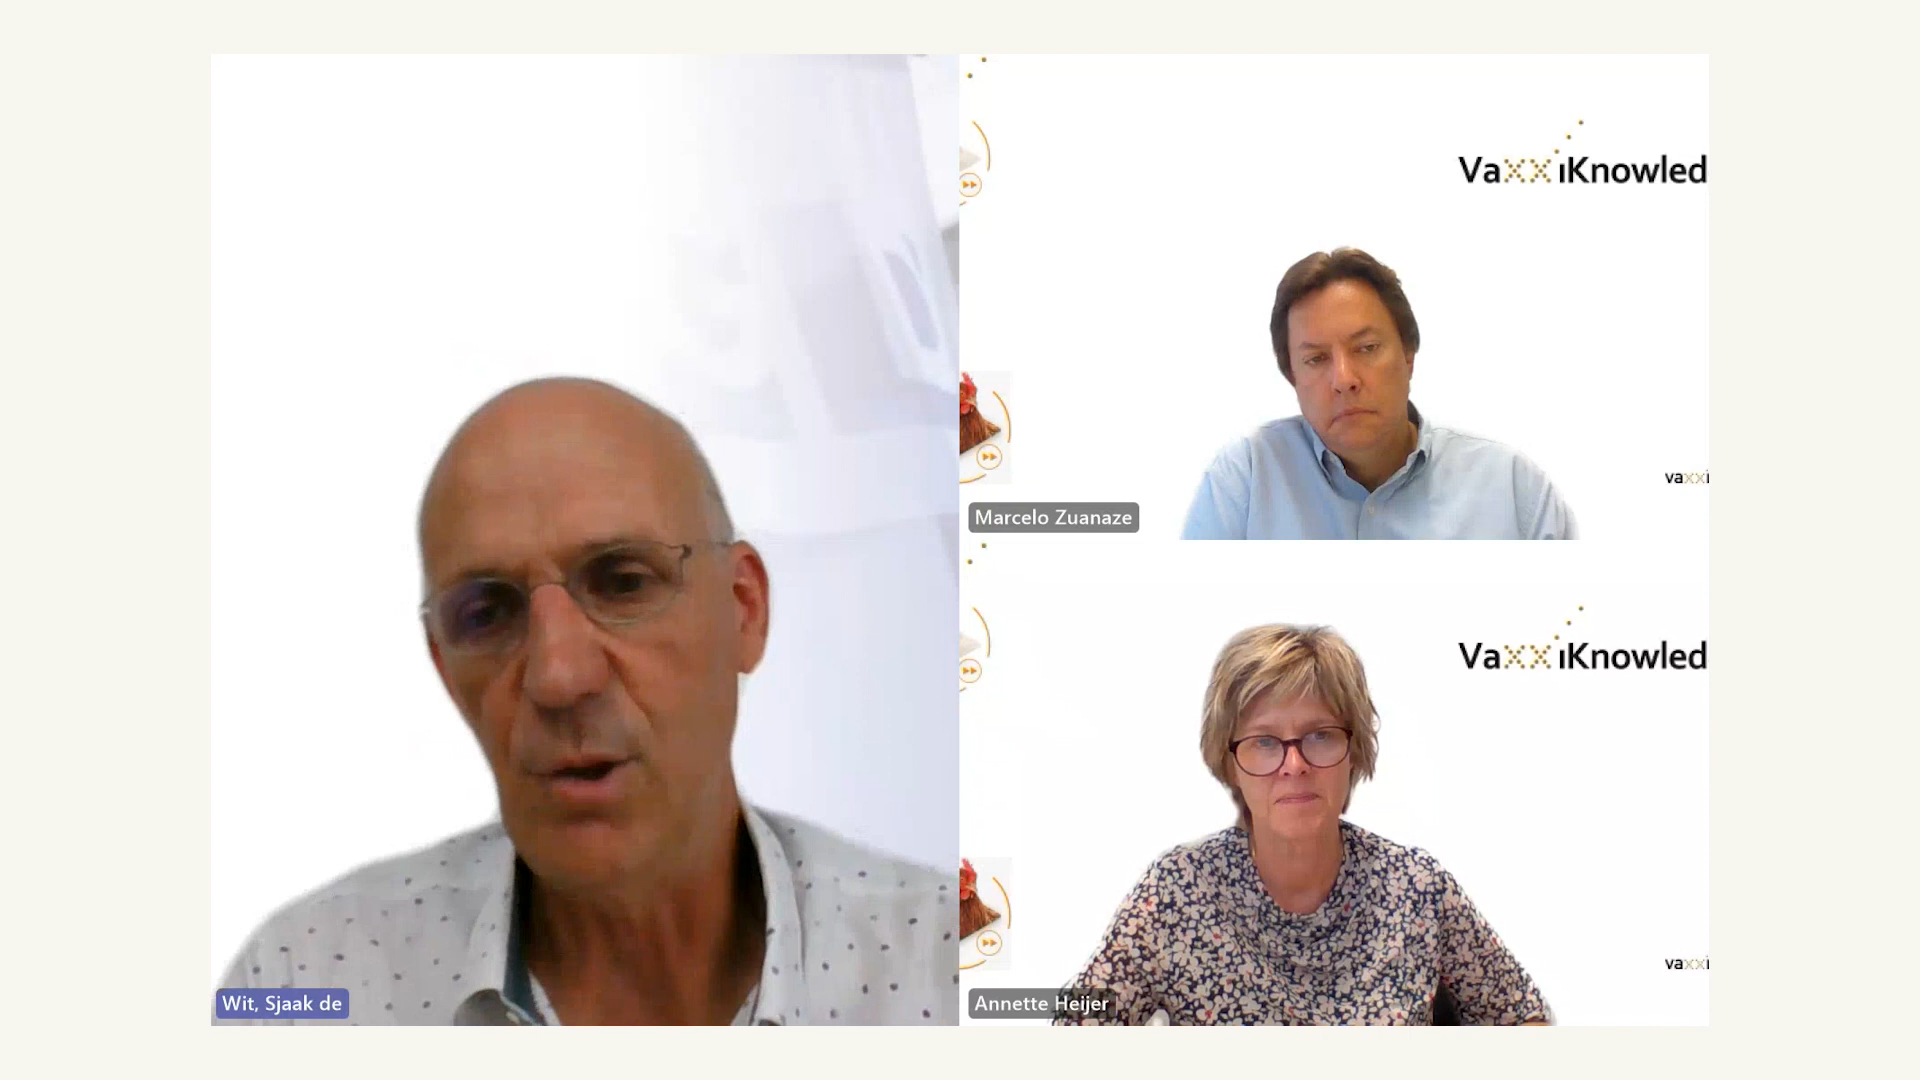 VaxxiKnowled
vaxxi
Marcelo Zuanaze
VaxxiKnowled
vaxxi
Wit, Sjaak de
Annette Heijer